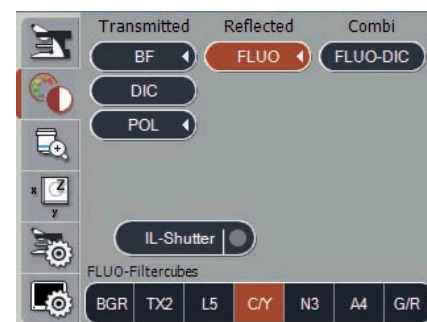 Transmitted Reflected Combi
BF FLUO FLUO-DIC
DIC
POL
x Z
y
IL-Shutter
FLUO-Filtercubes
BGR TX2 L5 C/Y N3 A4 G/R